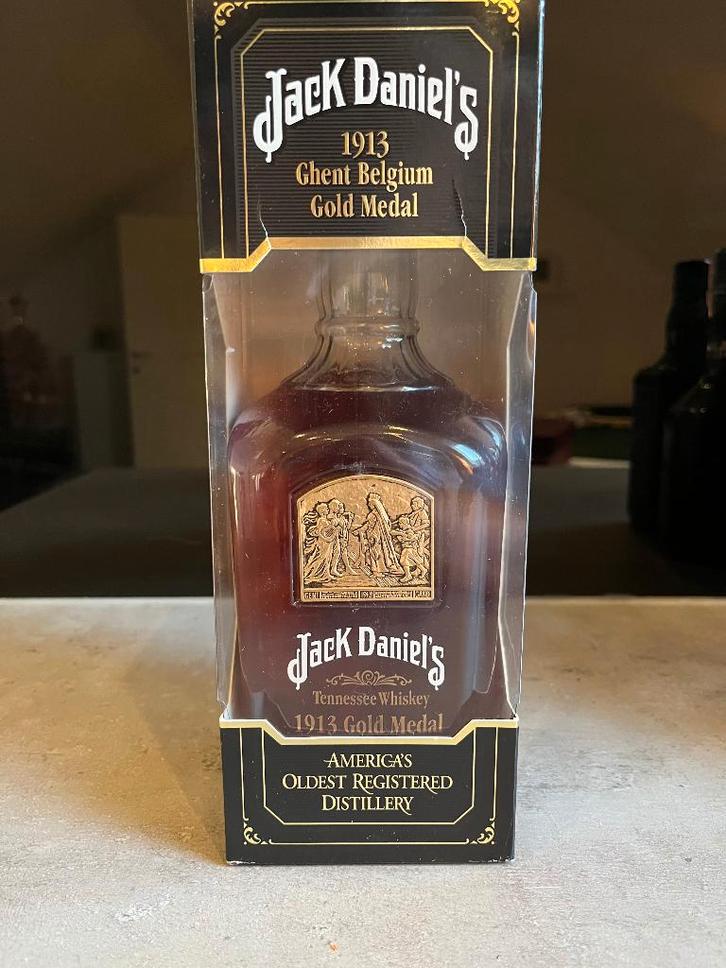 Jack Daniel's
1913
Ghent Belgium
Gold Medal
Jack Daniel's
Tennessee Whiskey
1913 Gold Medal
AMERICA'S
OLDEST REGISTERED
DISTILLERY